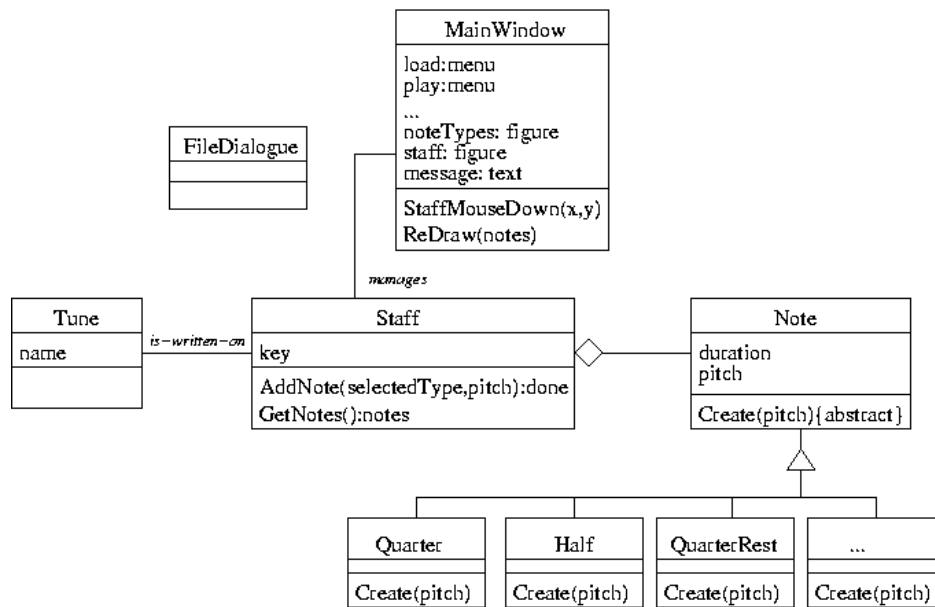 MainWindow
load:menu
play:menu
...
noteTypes: figure
staff: figure
message: text
StaffMouseDown(x,y)
ReDraw(notes)
FileDialogue
manages
Tune
name
is-written-on
Staff
key
AddNote(selectedType,pitch):done
GetNotes():notes
Note
duration
pitch
Create(pitch){abstract}
Quarter
Create(pitch)
Half
Create(pitch)
QuarterRest
Create(pitch)
...
Create(pitch)